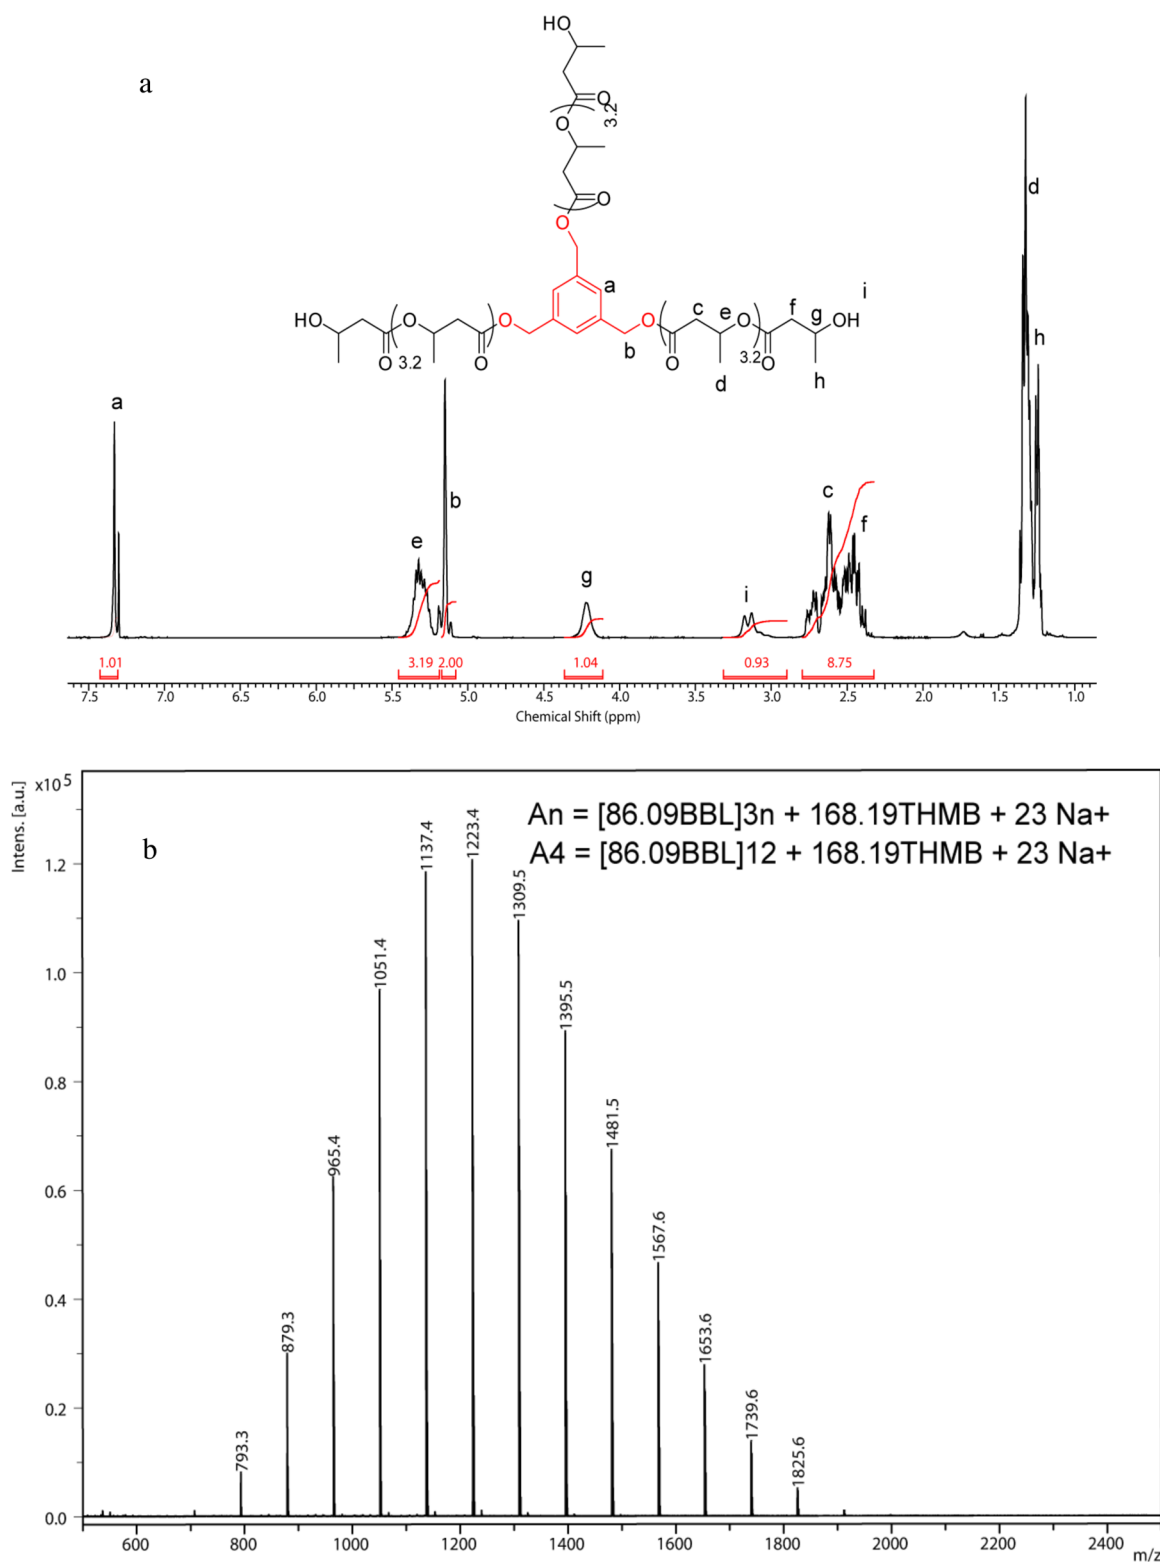 a
HO
O
3.2
O
O
O
a
HO
O
O
3.2
O
O
O
b
c
e
O
O
d
3.2
O
f
g
OH
i
h
a
b
c
d
e
f
g
h
i
1.01
3.19
2.00
1.04
0.93
8.75
7.5
7.0
6.5
6.0
5.5
5.0
4.5
4.0
3.5
3.0
2.5
2.0
1.5
1.0
Chemical Shift (ppm)
b
Intens. [a.u.]
x10⁵
An = [86.09BBL]3n + 168.19THMB + 23 Na+
A4 = [86.09BBL]12 + 168.19THMB + 23 Na+
1.2
1.0
0.8
0.6
0.4
0.2
0.0
793.3
879.3
965.4
1051.4
1137.4
1223.4
1309.5
1395.5
1481.5
1567.6
1653.6
1739.6
1825.6
600
800
1000
1200
1400
1600
1800
2000
2200
2400
m/z